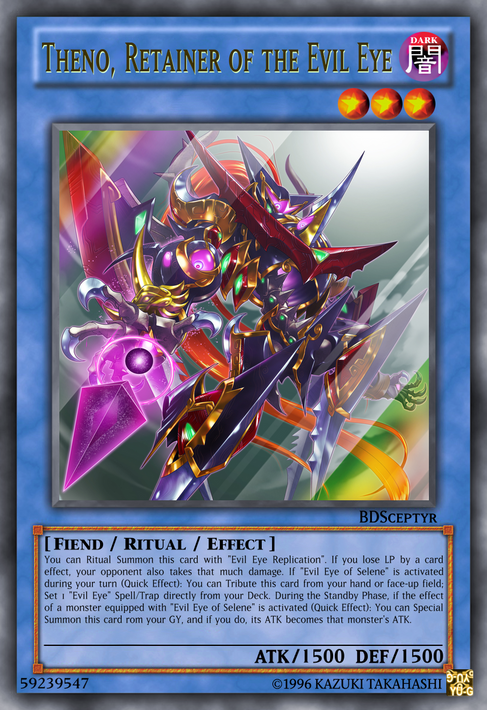 Theno, Retainer of the Evil Eye
DARK
闇
BDSceptyr
[ Fiend / Ritual / Effect ]
You can Ritual Summon this card with "Evil Eye Replication". If you lose LP by a card
effect, your opponent also takes that much damage. If "Evil Eye of Selene" is activated
during your turn (Quick Effect): You can Tribute this card from your hand or face-up field;
Set 1 "Evil Eye" Spell/Trap directly from your Deck. During the Standby Phase, if the effect
of a monster equipped with "Evil Eye of Selene" is activated (Quick Effect): You can Special
Summon this card rom your GY, and if you do, its ATK becomes that monster's ATK.
ATK/1500 DEF/1500
59239547
©1996 KAZUKI TAKAHASHI